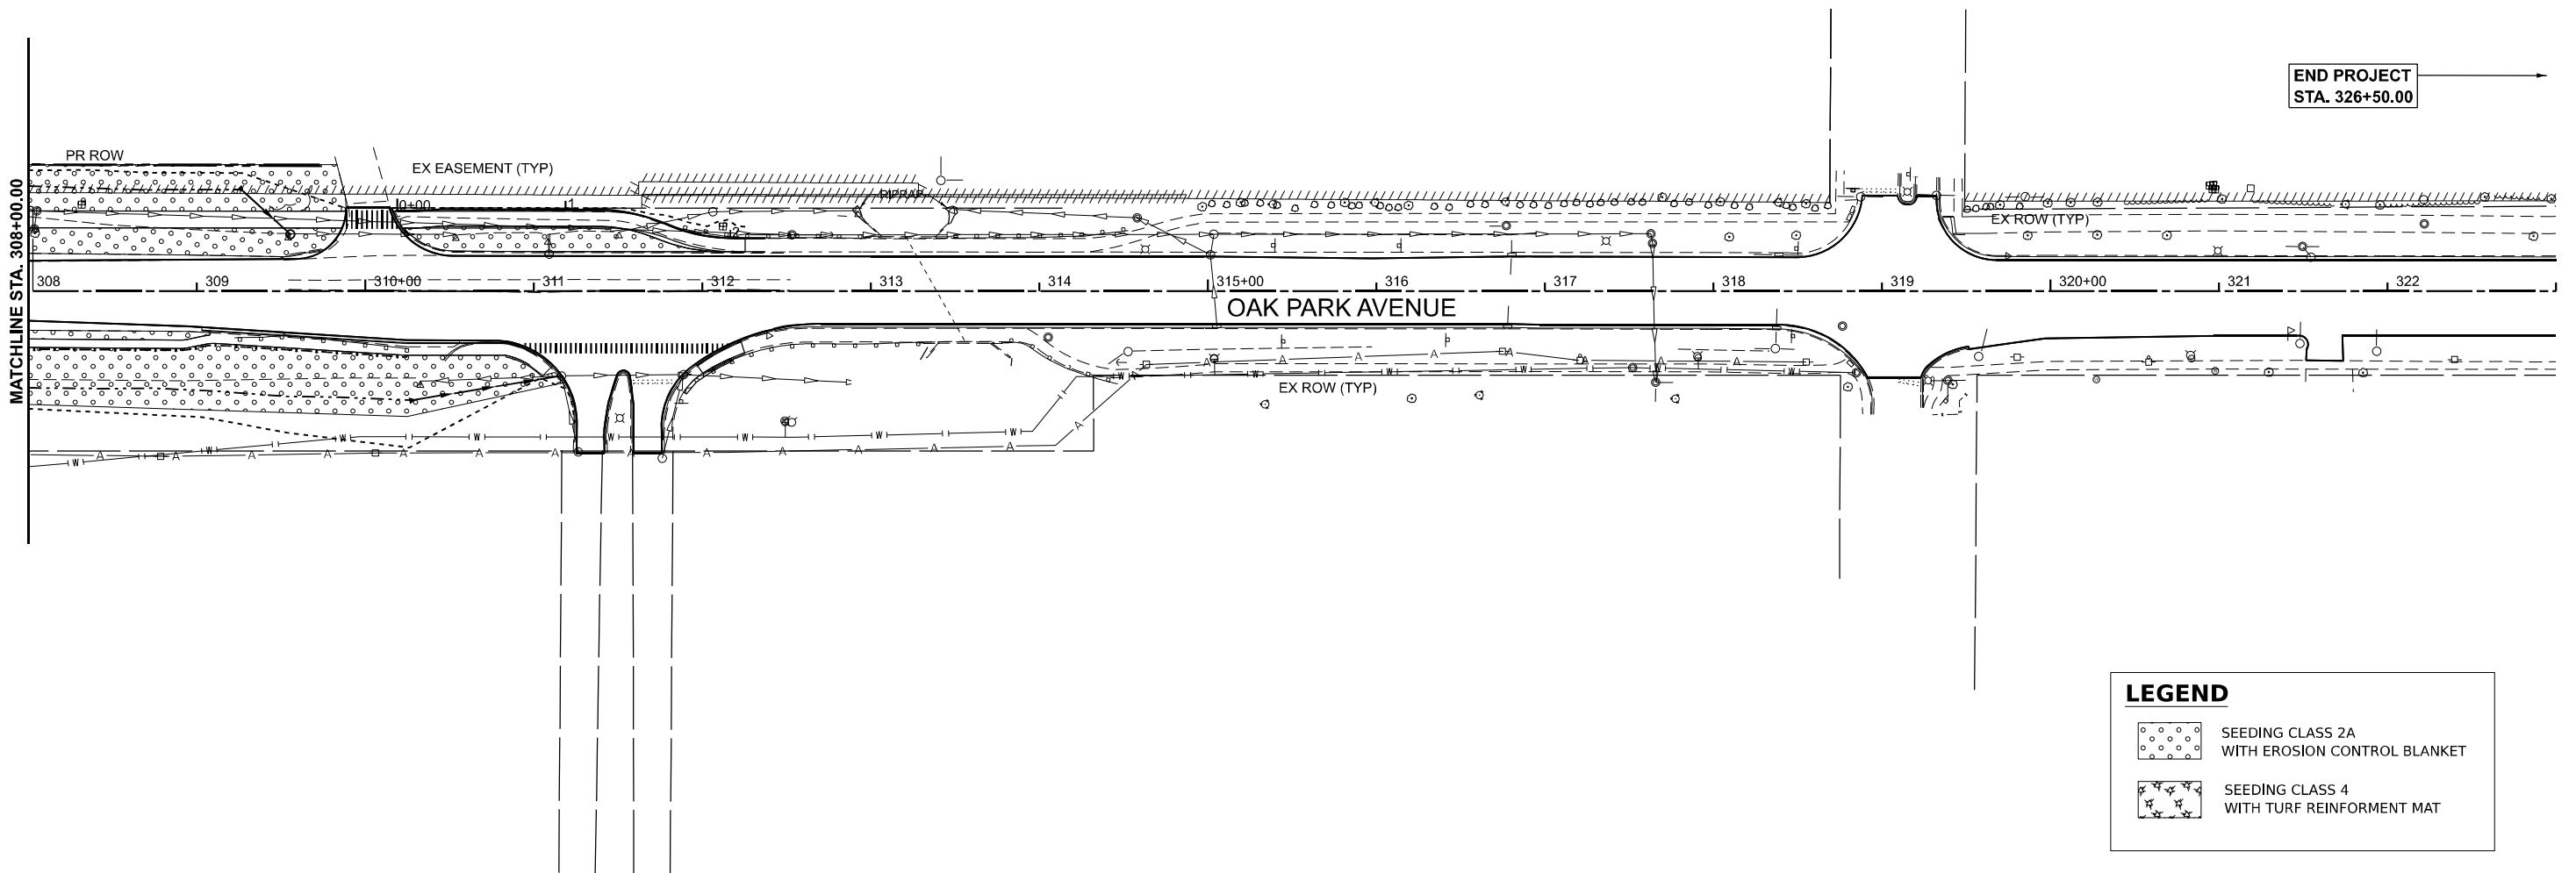 END PROJECT
STA. 326+50.00
MATCHLINE STA. 308+00.00
PR ROW
EX EASEMENT (TYP)
RIPRAP
0+00
1
EX ROW (TYP)
308 309 310+00 311 312 313 314 315+00 316 317 318 319 320+00 321 322
OAK PARK AVENUE
EX ROW (TYP)
W W W W W W W
A A A A A A A
W W W W W W W W
A A A A A A A A A A A A A A
LEGEND
SEEDING CLASS 2A
WITH EROSION CONTROL BLANKET
SEEDING CLASS 4
WITH TURF REINFORMENT MAT